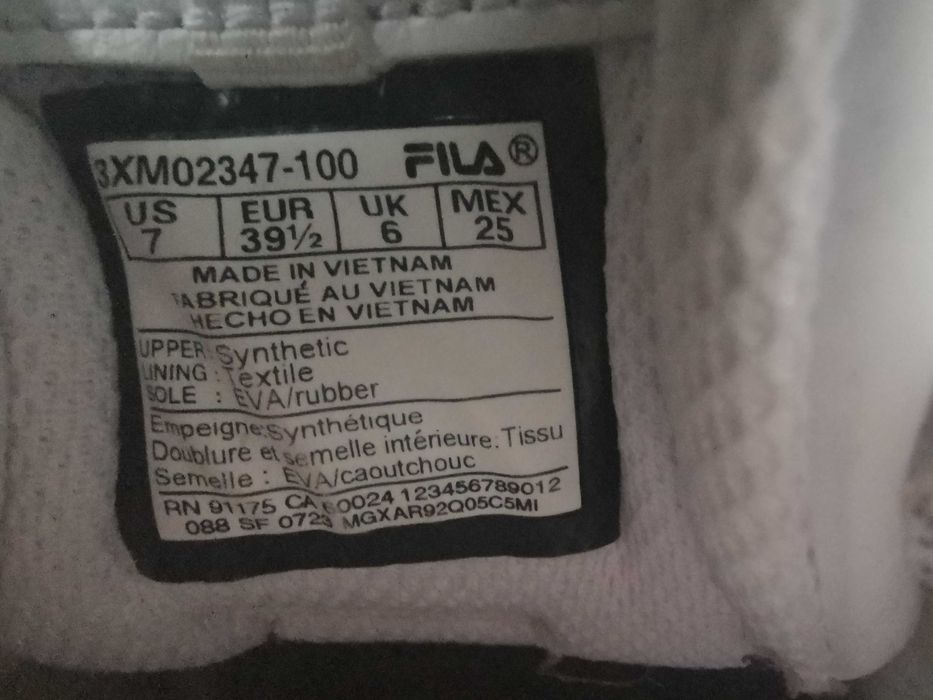 3XM02347-100 FILA®
US EUR UK MEX
7 39½ 6 25
MADE IN VIETNAM
FABRIQUÉ AU VIETNAM
HECHO EN VIETNAM
UPPER: Synthetic
LINING : Textile
SOLE : EVA/rubber
Empeigne:Synthétique
Doublure et semelle intérieure: Tissu
Semelle : EVA/caoutchouc
RN 91175 CA 60024 123456789012
088 SF 0723 MGXAR92Q05C5MI